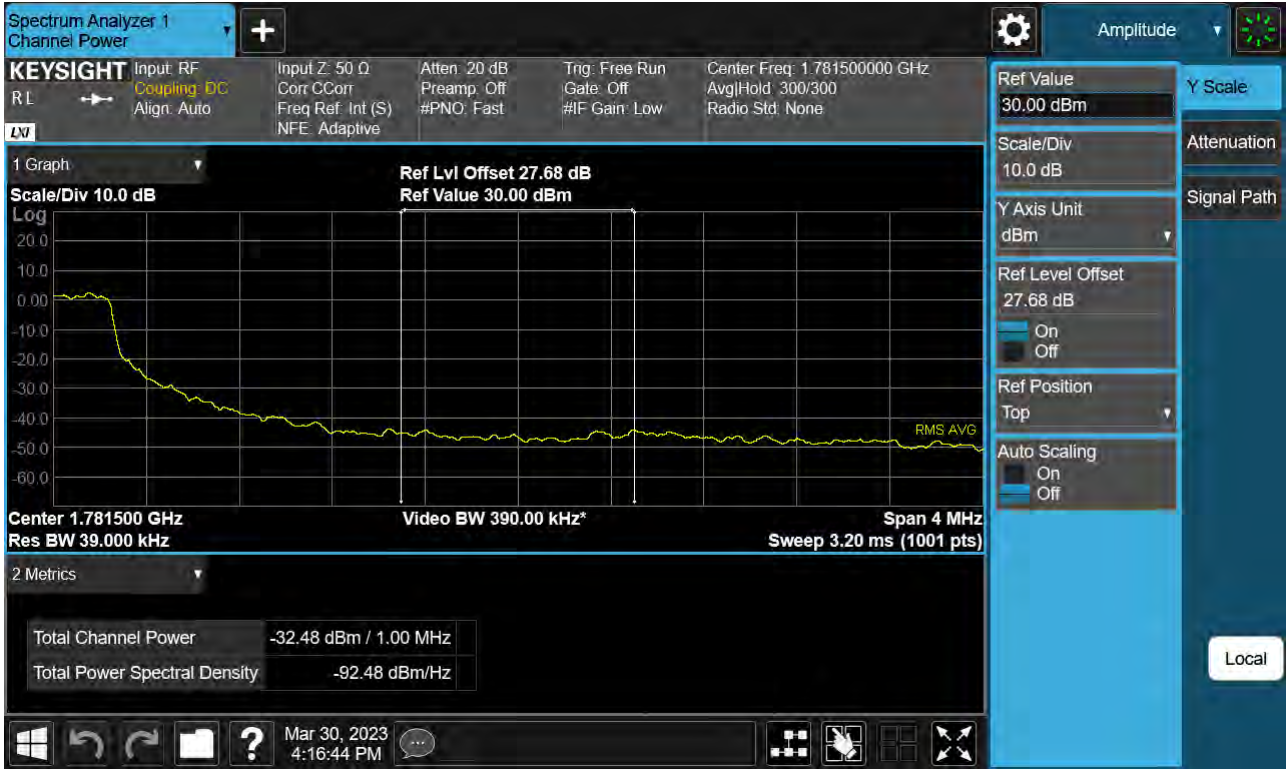 Spectrum Analyzer 1
Channel Power
Amplitude
KEYSIGHT
RL
LXI
Input: RF
Coupling: DC
Align: Auto
Input Z: 50 Ω
Corr CCorr
Freq Ref: Int (S)
NFE: Adaptive
Atten: 20 dB
Preamp: Off
#PNO: Fast
Trig: Free Run
Gate: Off
#IF Gain: Low
Center Freq: 1.781500000 GHz
Avg|Hold: 300/300
Radio Std: None
1 Graph
Scale/Div 10.0 dB
Ref Lvl Offset 27.68 dB
Ref Value 30.00 dBm
Log
20.0
10.0
0.00
-10.0
-20.0
-30.0
-40.0
-50.0
-60.0
RMS AVG
Center 1.781500 GHz
Video BW 390.00 kHz*
Span 4 MHz
Res BW 39.000 kHz
Sweep 3.20 ms (1001 pts)
2 Metrics
Total Channel Power -32.48 dBm / 1.00 MHz
Total Power Spectral Density -92.48 dBm/Hz
Ref Value
30.00 dBm
Scale/Div
10.0 dB
Y Axis Unit
dBm
Ref Level Offset
27.68 dB
On
Off
Ref Position
Top
Auto Scaling
On
Off
Y Scale
Attenuation
Signal Path
Local
?
Mar 30, 2023
4:16:44 PM